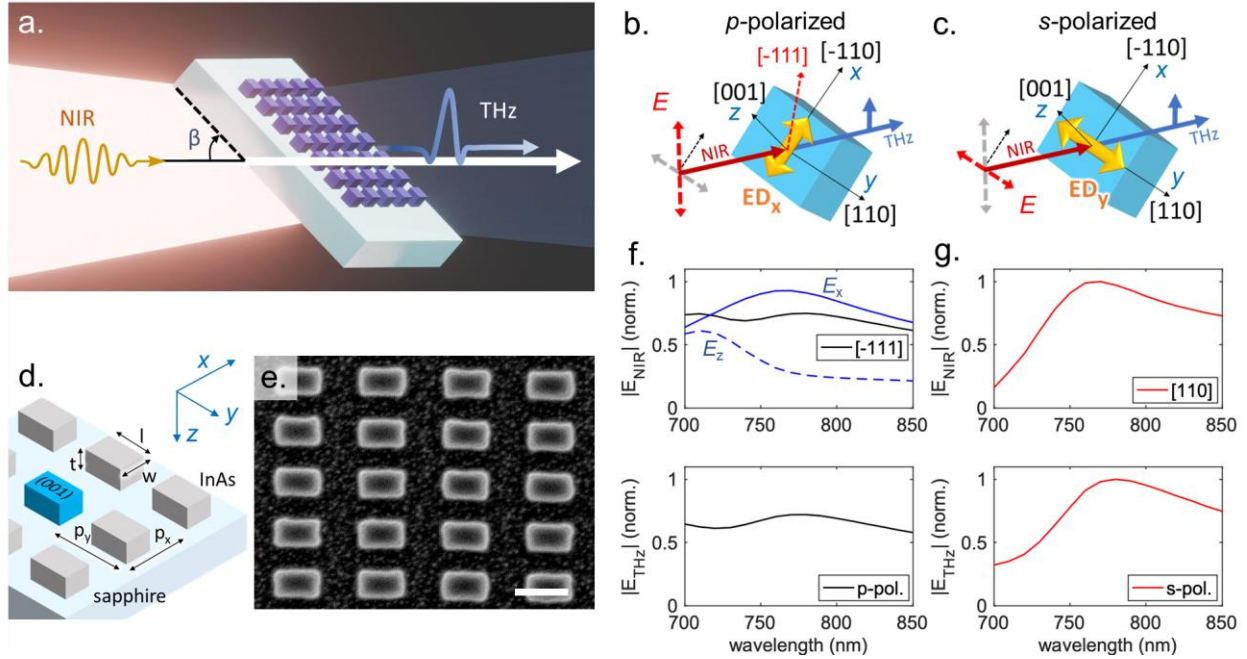 a.
NIR
β
THz
b.
p-polarized
[-111]
[-110]
x
[001]
z
E
NIR
THz
y
EDx
[110]
c.
s-polarized
[-110]
x
[001]
z
NIR
THz
E
y
EDy
[110]
d.
x
y
z
l
t
w
InAs
(001)
py
px
sapphire
e.
f.
|ENIR| (norm.)
1
0.5
0
Ex
Ez
[-111]
700
750
800
850
|ETHz| (norm.)
1
0.5
0
p-pol.
700
750
800
850
wavelength (nm)
g.
|ENIR| (norm.)
1
0.5
0
[110]
700
750
800
850
|ETHz| (norm.)
1
0.5
0
s-pol.
700
750
800
850
wavelength (nm)